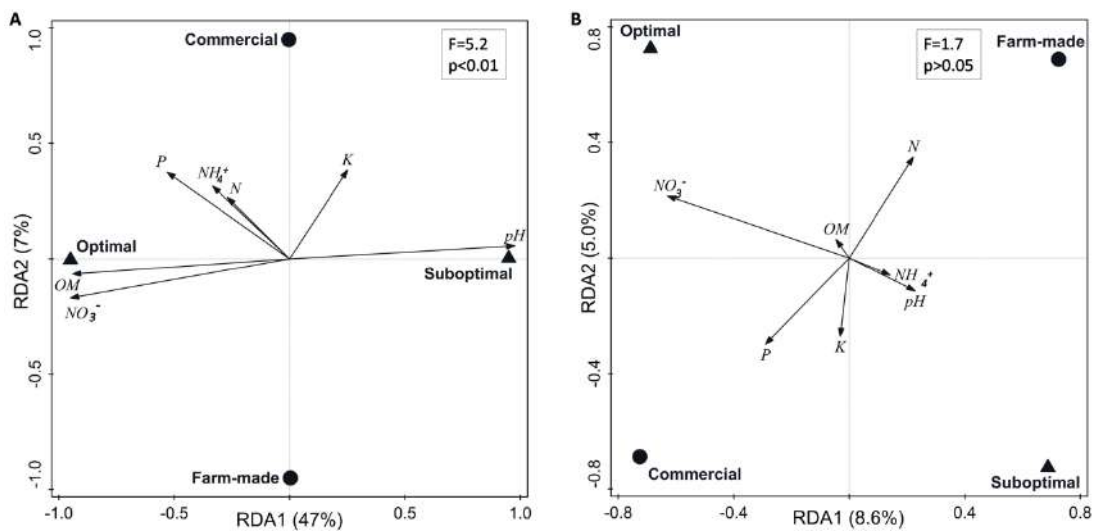 A
Commercial
F=5.2
p<0.01
1.0
0.5
-0.5
-1.0
RDA2 (7%)
P
NH₄⁺
N
K
pH
Optimal
Suboptimal
OM
NO₃⁻
Farm-made
-1.0
-0.5
0.0
0.5
1.0
RDA1 (47%)
B
Optimal
F=1.7
p>0.05
Farm-made
0.8
0.4
-0.4
-0.8
RDA2 (5.0%)
N
NO₃⁻
OM
NH₄⁺
pH
P
K
Commercial
Suboptimal
-0.8
-0.4
0.0
0.4
0.8
RDA1 (8.6%)